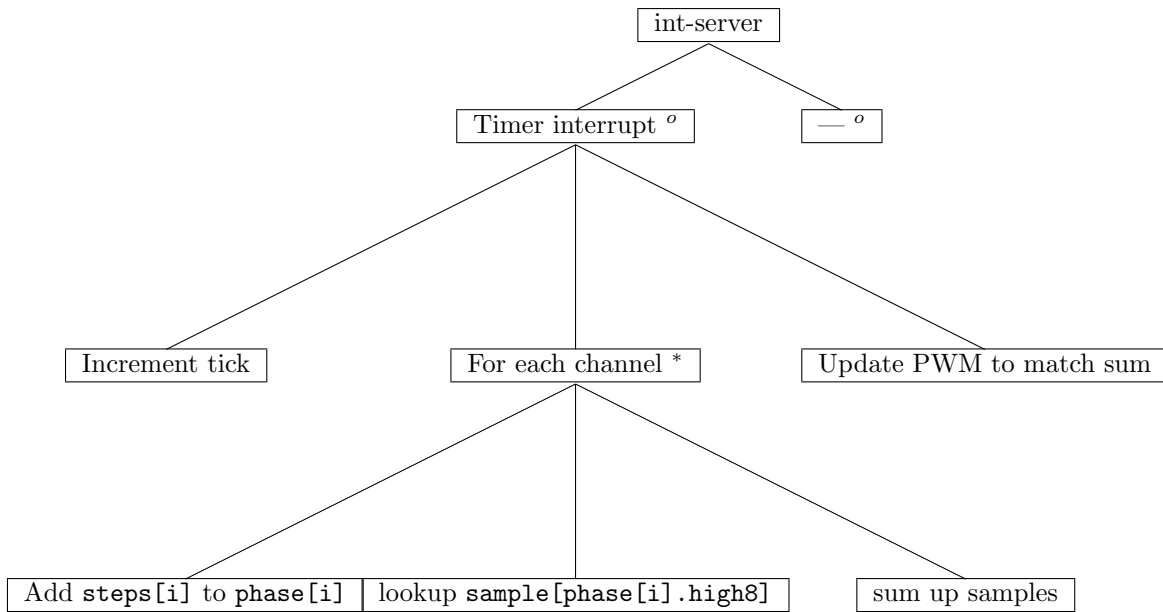 int-server
Timer interrupt o
— o
Increment tick
For each channel *
Update PWM to match sum
Add steps[i] to phase[i]
lookup sample[phase[i].high8]
sum up samples